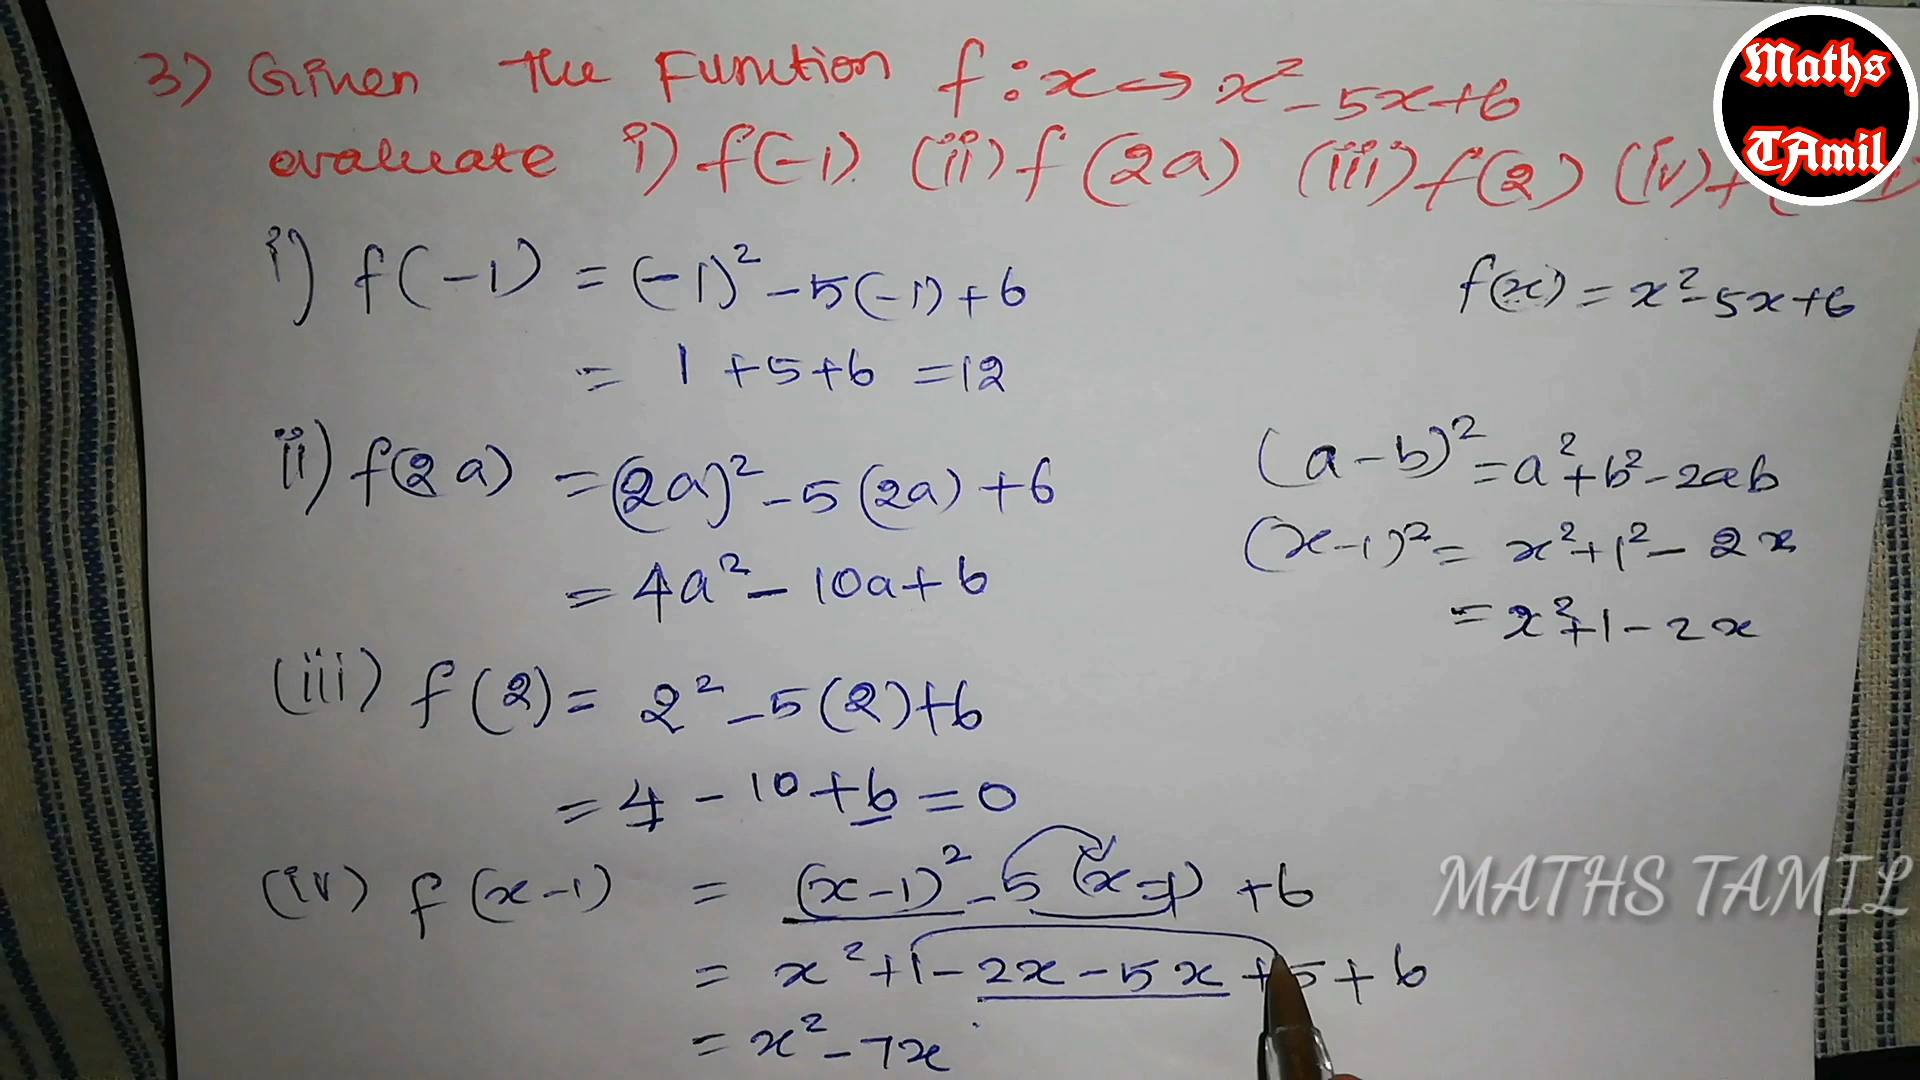 3) Given the Function f : x → x² - 5x + 6
evaluate i) f(-1) (ii) f(2a) (iii) f(2) (iv) f(
Maths
TAmil
i) f(-1) = (-1)² - 5(-1) + 6
= 1 + 5 + 6 = 12
f(x) = x² - 5x + 6
ii) f(2a) = (2a)² - 5(2a) + 6
= 4a² - 10a + 6
(a-b)² = a² + b² - 2ab
(x-1)² = x² + 1² - 2x
= x² + 1 - 2x
(iii) f(2) = 2² - 5(2) + 6
= 4 - 10 + 6 = 0
(iv) f(x-1) = (x-1)² - 5(x-1) + 6
= x² + 1 - 2x - 5x + 5 + 6
= x² - 7x
MATHS TAMIL